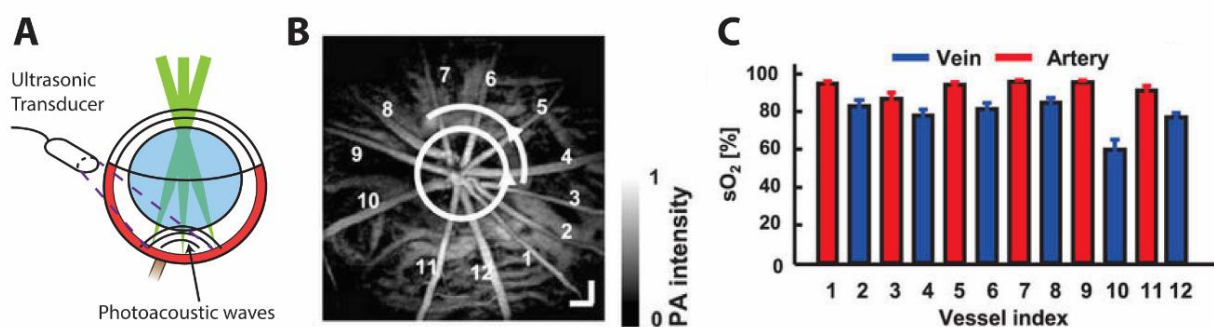 A
Ultrasonic
Transducer
Photoacoustic waves
B
7
6
8
5
9
4
10
3
2
11
12
1
1
PA intensity
0
C
Vein
Artery
100
80
60
40
20
0
sO2 [%]
1 2 3 4 5 6 7 8 9 10 11 12
Vessel index